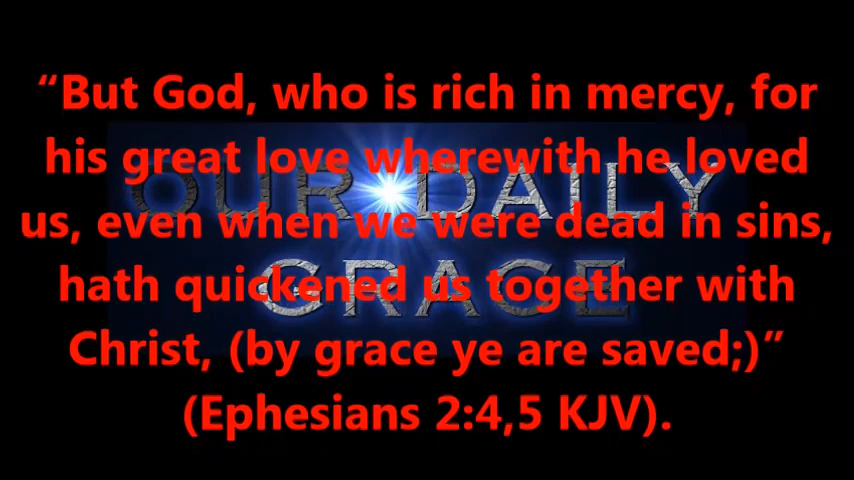 “But God, who is rich in mercy, for
his great love wherewith he loved
us, even when we were dead in sins,
hath quickened us together with
Christ, (by grace ye are saved;)”
(Ephesians 2:4,5 KJV).
OUR DAILY
GRACE